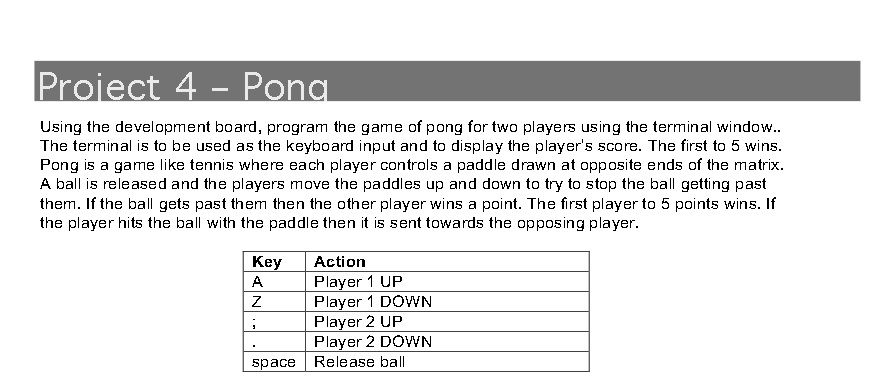 Project 4 – Pong
Using the development board, program the game of pong for two players using the terminal window..
The terminal is to be used as the keyboard input and to display the player's score. The first to 5 wins.
Pong is a game like tennis where each player controls a paddle drawn at opposite ends of the matrix.
A ball is released and the players move the paddles up and down to try to stop the ball getting past
them. If the ball gets past them then the other player wins a point. The first player to 5 points wins. If
the player hits the ball with the paddle then it is sent towards the opposing player.
Key Action
A Player 1 UP
Z Player 1 DOWN
; Player 2 UP
. Player 2 DOWN
space Release ball